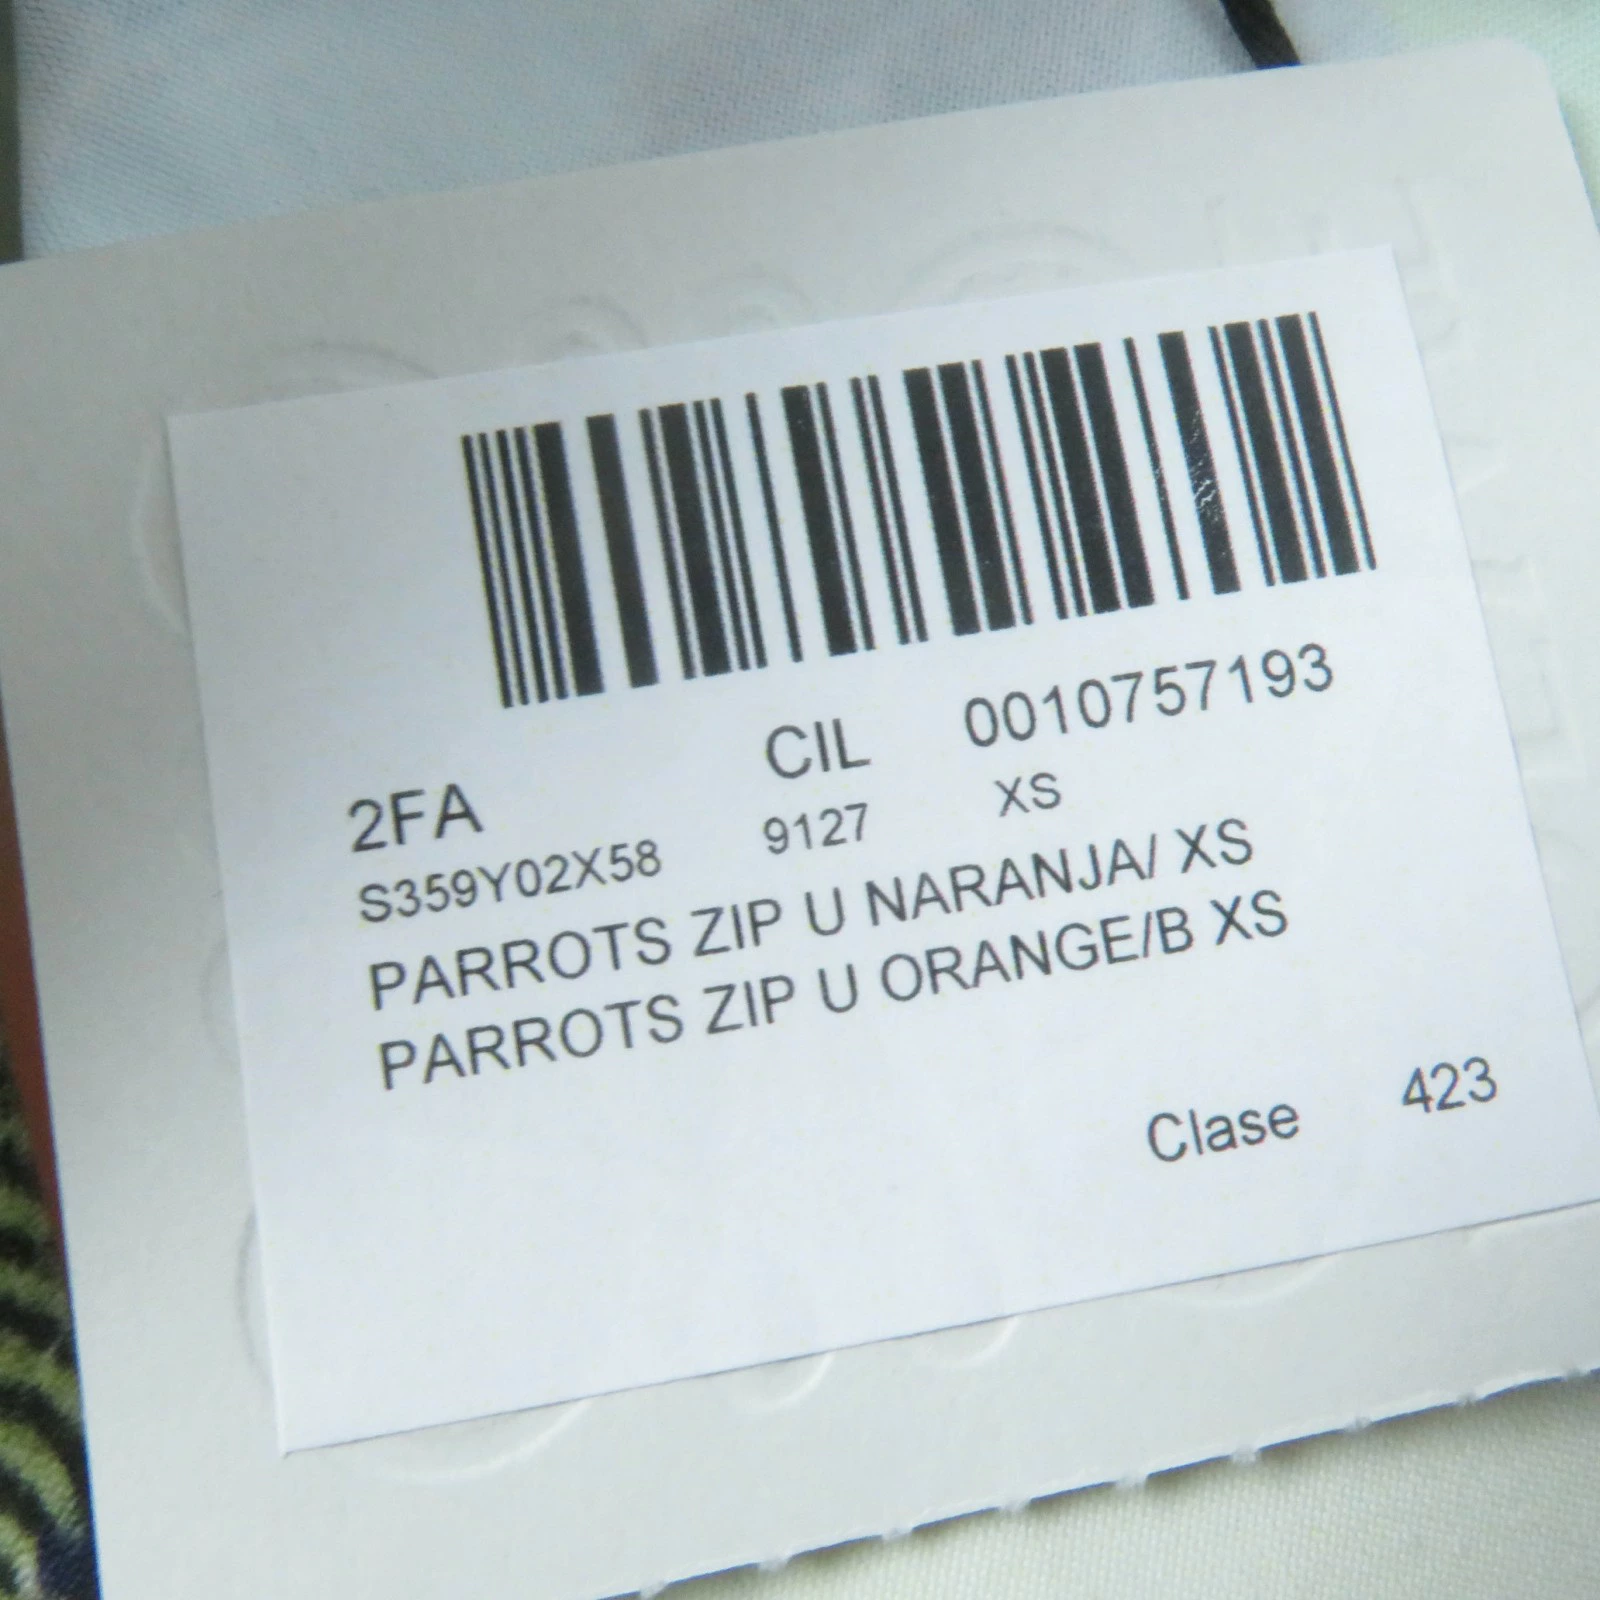 CIL 0010757193
2FA
S359Y02X58 9127 XS
PARROTS ZIP U NARANJA/ XS
PARROTS ZIP U ORANGE/B XS
Clase 423